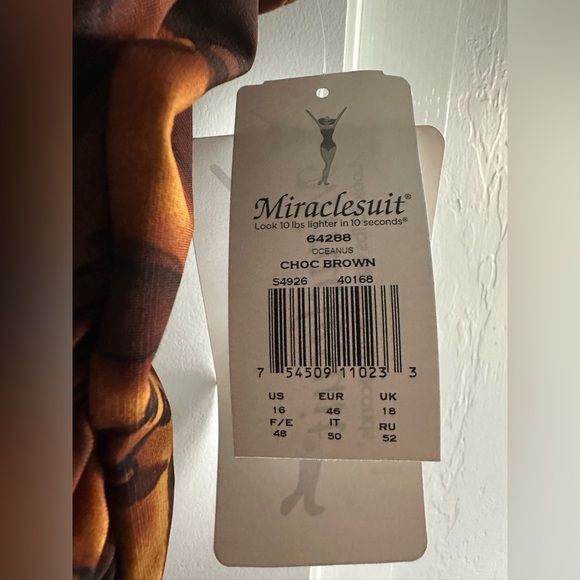 Miraclesuit®
Look 10 lbs lighter in 10 seconds®
64288
OCEANUS
CHOC BROWN
S4926 40168
7 54509 11023 3
US EUR UK
16 46 18
F/E IT RU
48 50 52